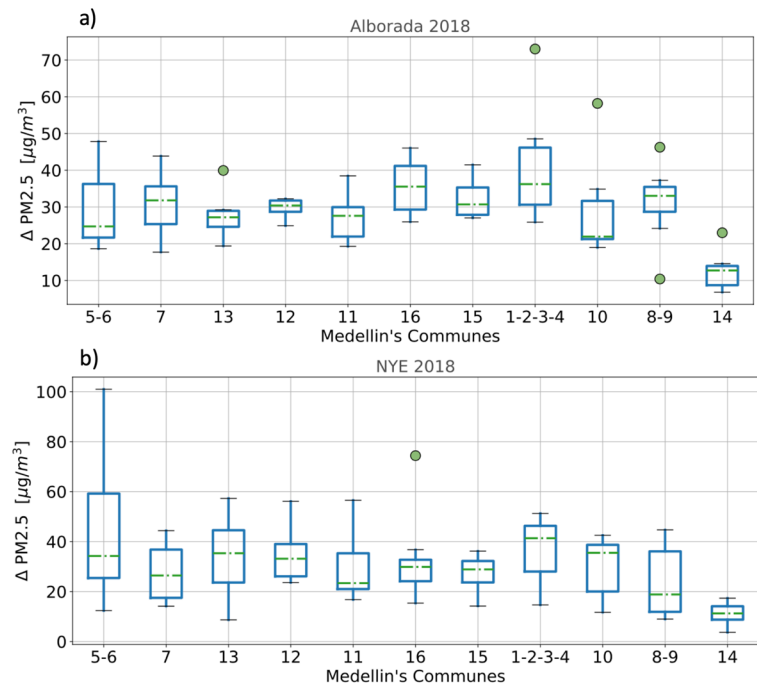 a)
Alborada 2018
70
60
50
40
30
20
10
Δ PM2.5 [μg/m³]
5-6 7 13 12 11 16 15 1-2-3-4 10 8-9 14
Medellin's Communes
b)
NYE 2018
100
80
60
40
20
0
Δ PM2.5 [μg/m³]
5-6 7 13 12 11 16 15 1-2-3-4 10 8-9 14
Medellin's Communes